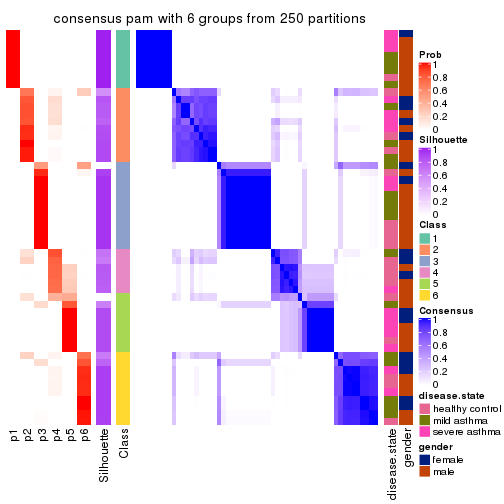 consensus pam with 6 groups from 250 partitions
Prob
1
0.8
0.6
0.4
0.2
0
Silhouette
1
0.8
0.6
0.4
0.2
0
Class
1
2
3
4
5
6
Consensus
1
0.8
0.6
0.4
0.2
0
disease.state
healthy control
mild asthma
severe asthma
gender
female
male
p1
p2
p3
p4
p5
p6
Silhouette
Class
disease.state
gender